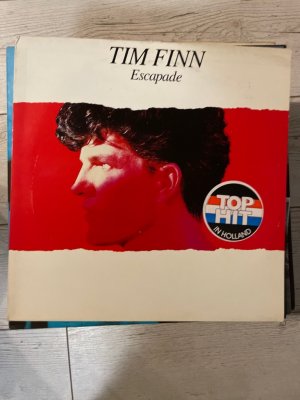 TIM FINN
Escapade
TOP
HIT
IN HOLLAND